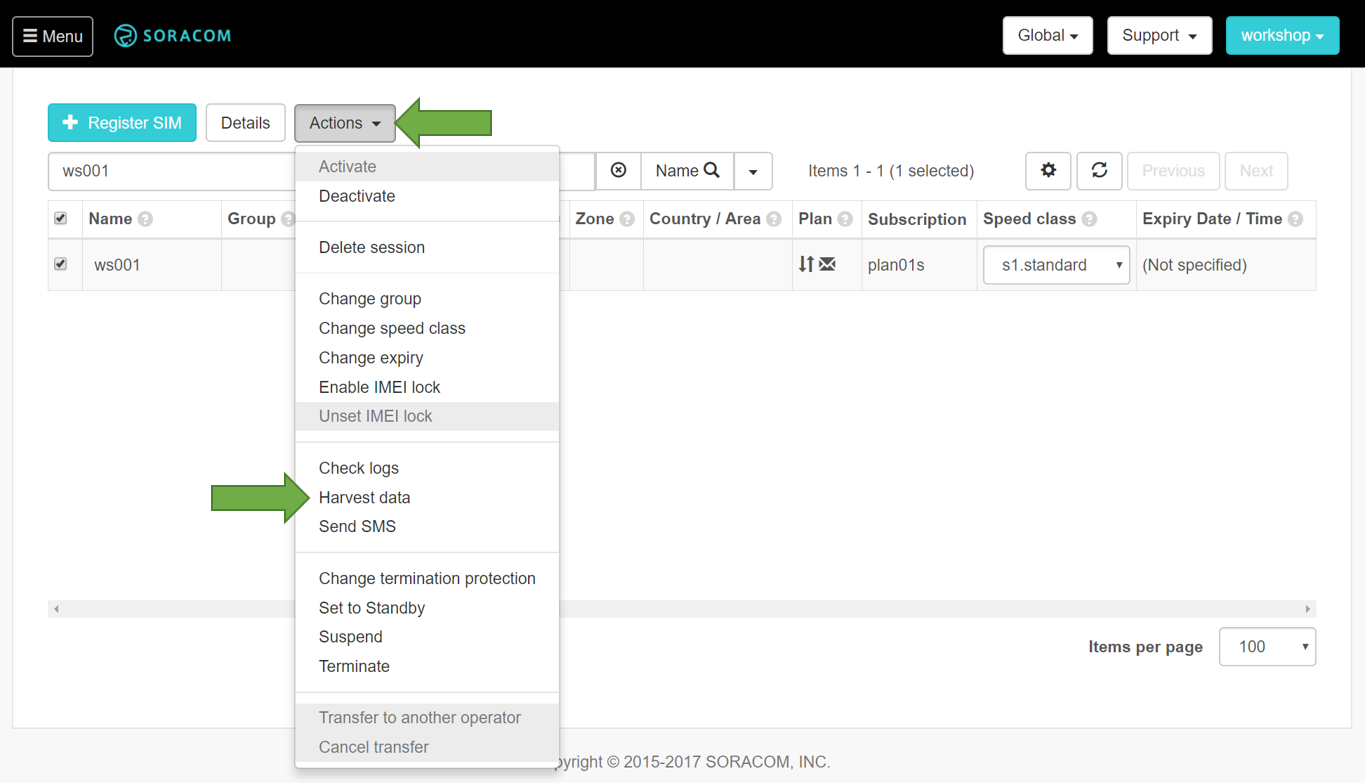 Menu SORACOM Global Support workshop
Register SIM Details Actions
ws001 Name Items 1 - 1 (1 selected) Previous Next
Name Group Zone Country / Area Plan Subscription Speed class Expiry Date / Time
ws001 plan01s s1.standard (Not specified)
Activate
Deactivate
Delete session
Change group
Change speed class
Change expiry
Enable IMEI lock
Unset IMEI lock
Check logs
Harvest data
Send SMS
Change termination protection
Set to Standby
Suspend
Terminate
Transfer to another operator
Cancel transfer
Items per page 100
pyright © 2015-2017 SORACOM, INC.